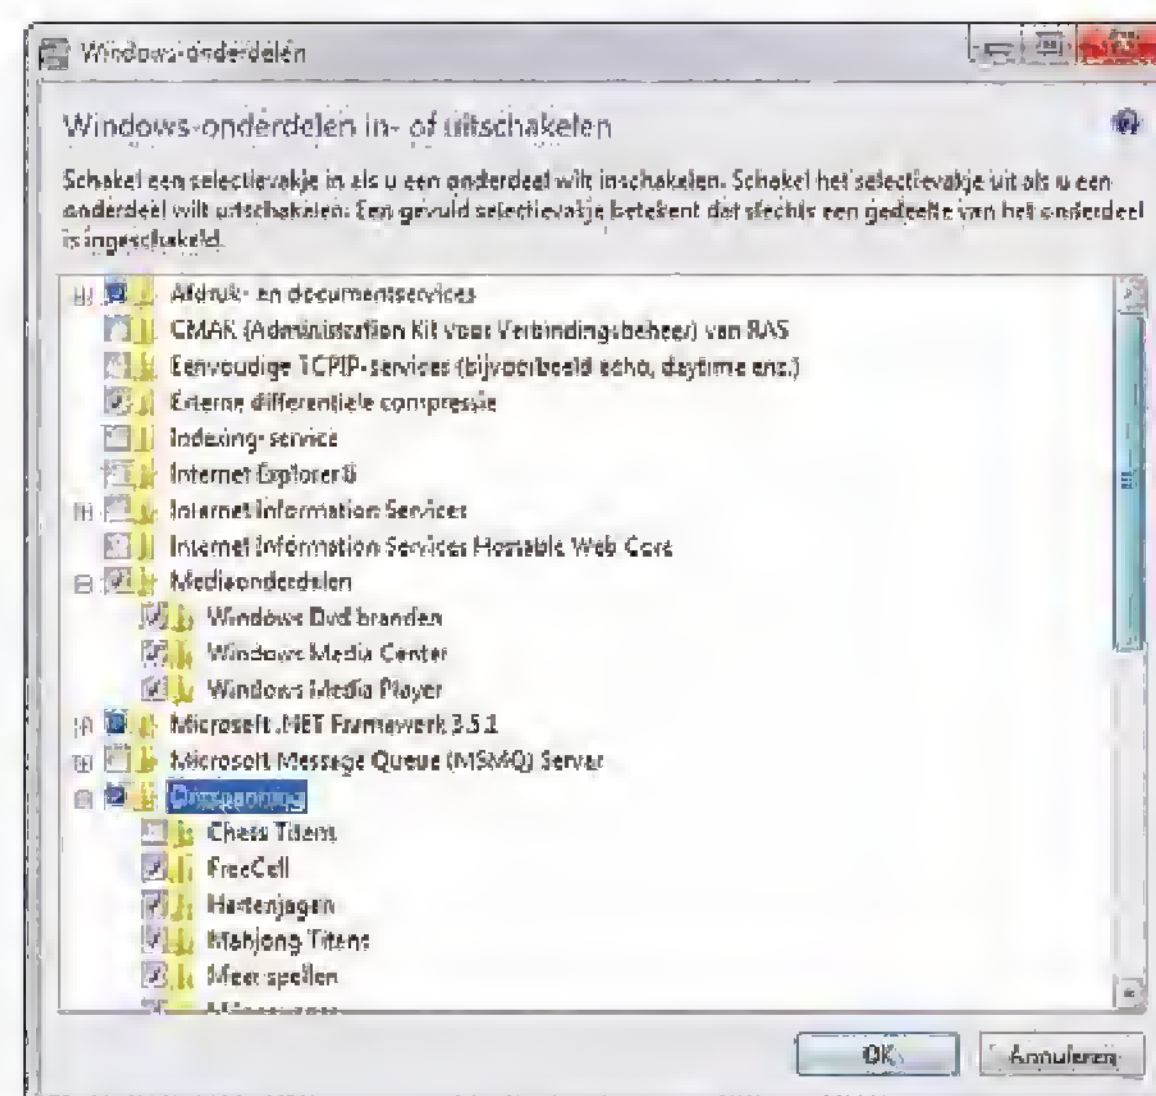 Windows-onderdelen
Windows-onderdelen in- of uitschakelen
Schakel een selectievakje in als u een onderdeel wilt inschakelen. Schakel het selectievakje uit als u een
onderdeel wilt uitschakelen. Een gevuld selectievakje betekent dat slechts een gedeelte van het onderdeel
is ingeschakeld.
Afdruk- en documentservices
CMAK (Administration Kit voor Verbindingsbeheer) van RAS
Eenvoudige TCPIP-services (bijvoorbeeld echo, daytime enz.)
Externe differentiële compressie
Indexing-service
Internet Explorer 8
Internet Information Services
Internet Information Services Hostable Web Core
Mediaonderdelen
Windows Dvd branden
Windows Media Center
Windows Media Player
Microsoft .NET Framework 3.5.1
Microsoft Message Queue (MSMQ) Server
Ontspanning
Chess Titans
FreeCell
Hartenjagen
Mahjong Titans
Meer spellen
OK
Annuleren